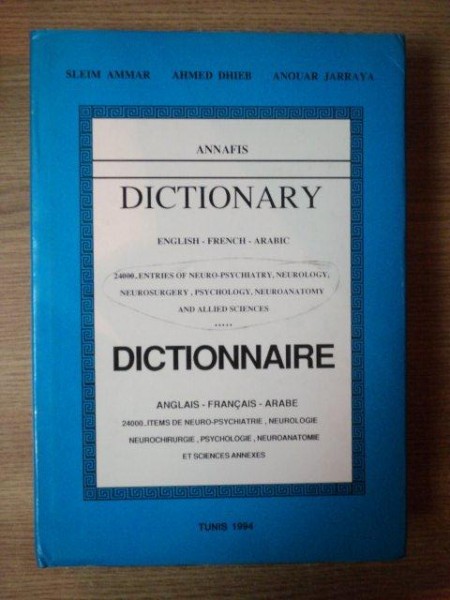 SLEIM AMMAR AHMED DHIEB ANOUAR JARRAYA
ANNAFIS
DICTIONARY
ENGLISH - FRENCH - ARABIC
24000, ENTRIES OF NEURO-PSYCHIATRY, NEUROLOGY,
NEUROSURGERY, PSYCHOLOGY, NEUROANATOMY
AND ALLIED SCIENCES
.....
DICTIONNAIRE
ANGLAIS - FRANÇAIS - ARABE
24000. ITEMS DE NEURO-PSYCHIATRIE, NEUROLOGIE
NEUROCHIRURGIE, PSYCHOLOGIE, NEUROANATOMIE
ET SCIENCES ANNEXES
TUNIS 1994